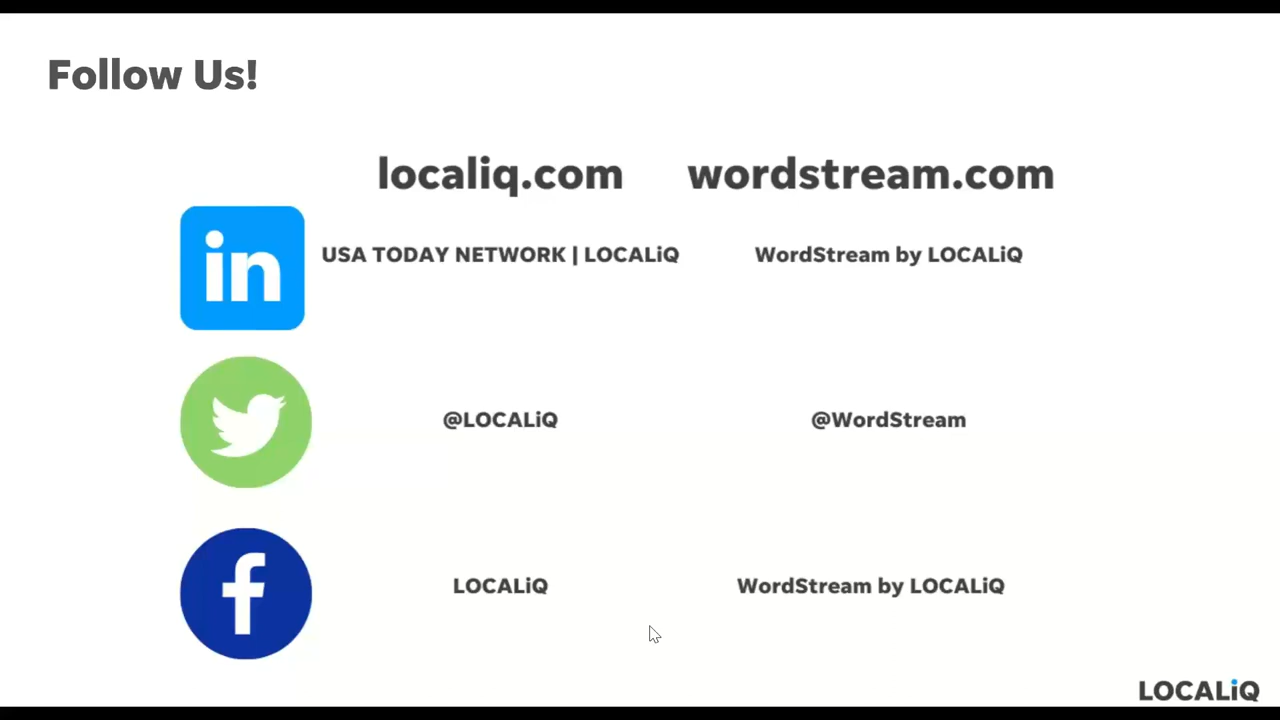 Follow Us!
localiq.com wordstream.com
in USA TODAY NETWORK | LOCALiQ WordStream by LOCALiQ
@LOCALiQ @WordStream
f LOCALiQ WordStream by LOCALiQ
LOCALiQ